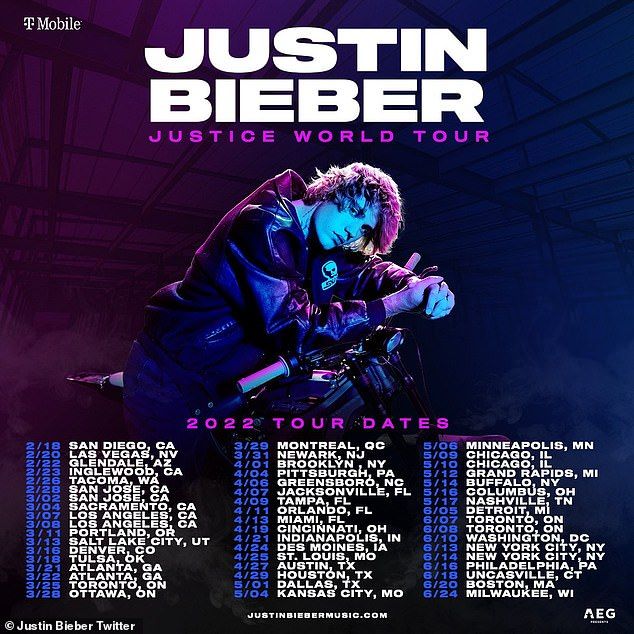 T Mobile
JUSTIN
BIEBER
JUSTICE WORLD TOUR
2022 TOUR DATES
2/18 SAN DIEGO, CA
2/20 LAS VEGAS, NV
2/22 GLENDALE, AZ
2/23 INGLEWOOD, CA
2/26 TACOMA, WA
2/28 SAN JOSE, CA
3/02 SAN JOSE, CA
3/04 SACRAMENTO, CA
3/07 LOS ANGELES, CA
3/08 LOS ANGELES, CA
3/11 PORTLAND, OR
3/13 SALT LAKE CITY, UT
3/16 DENVER, CO
3/18 TULSA, OK
3/21 ATLANTA, GA
3/22 ATLANTA, GA
3/25 TORONTO, ON
3/28 OTTAWA, ON
3/29 MONTREAL, QC
3/31 NEWARK, NJ
4/01 BROOKLYN, NY
4/04 PITTSBURGH, PA
4/06 GREENSBORO, NC
4/07 JACKSONVILLE, FL
4/09 TAMPA, FL
4/11 ORLANDO, FL
4/13 MIAMI, FL
4/19 CINCINNATI, OH
4/21 INDIANAPOLIS, IN
4/24 DES MOINES, IA
4/25 ST. LOUIS, MO
4/27 AUSTIN, TX
4/29 HOUSTON, TX
5/01 DALLAS, TX
5/04 KANSAS CITY, MO
5/06 MINNEAPOLIS, MN
5/09 CHICAGO, IL
5/10 CHICAGO, IL
5/12 GRAND RAPIDS, MI
5/14 BUFFALO, NY
5/16 COLUMBUS, OH
5/17 NASHVILLE, TN
6/05 DETROIT, MI
6/07 TORONTO, ON
6/08 TORONTO, ON
6/10 WASHINGTON, DC
6/13 NEW YORK CITY, NY
6/14 NEW YORK CITY, NY
6/16 PHILADELPHIA, PA
6/18 UNCASVILLE, CT
6/20 BOSTON, MA
6/24 MILWAUKEE, WI
JUSTINBIEBERMUSIC.COM
AEG
PRESENTS
© Justin Bieber Twitter